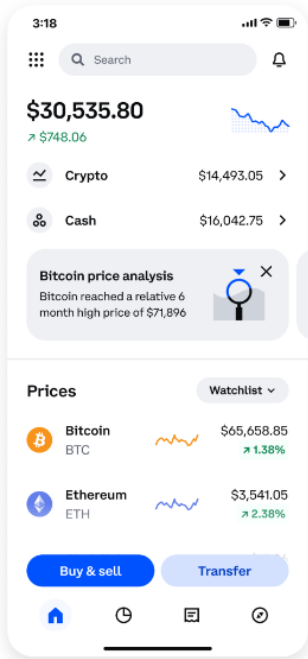 3:18
Search
$30,535.80
↗ $748.06
Crypto $14,493.05
Cash $16,042.75
Bitcoin price analysis
Bitcoin reached a relative 6
month high price of $71,896
Prices Watchlist
Bitcoin $65,658.85
BTC ↗ 1.38%
Ethereum $3,541.05
ETH ↗ 2.38%
Buy & sell Transfer